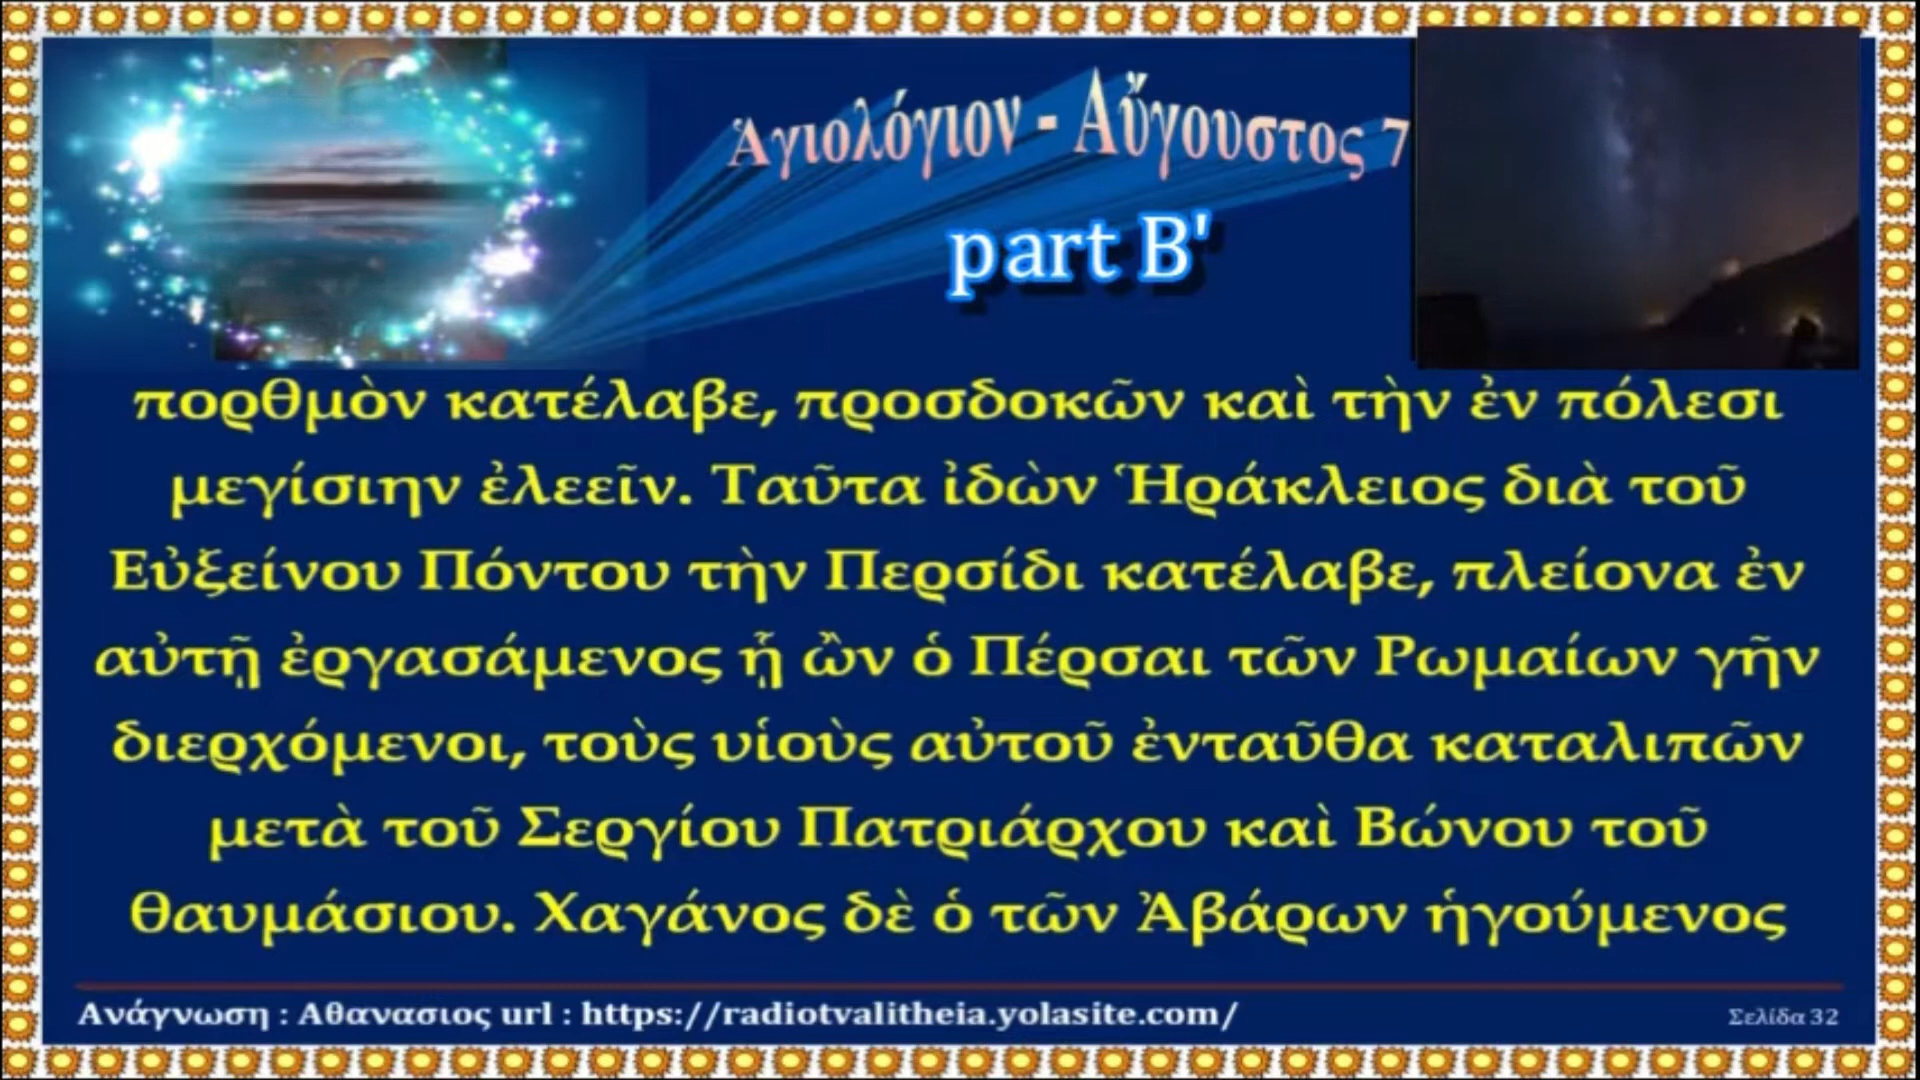 Ἁγιολόγιον - Αὔγουστος 7
part B'
πορθμὸν κατέλαβε, προσδοκῶν καὶ τὴν ἐν πόλεσι
μεγίσιην ἐλεεῖν. Ταῦτα ἰδὼν Ἡράκλειος διὰ τοῦ
Εὐξείνου Πόντου τὴν Περσίδι κατέλαβε, πλείονα ἐν
αὐτῇ ἐργασάμενος ᾗ ὢν ὁ Πέρσαι τῶν Ρωμαίων γῆν
διερχόμενοι, τοὺς υἱοὺς αὐτοῦ ἐνταῦθα καταλιπῶν
μετὰ τοῦ Σεργίου Πατριάρχου καὶ Βώνου τοῦ
θαυμάσιου. Χαγάνος δὲ ὁ τῶν Ἀβάρων ἡγούμενος
Ανάγνωση : Αθανασιος url : https://radiotvalitheia.yolasite.com/
Σελίδα 32